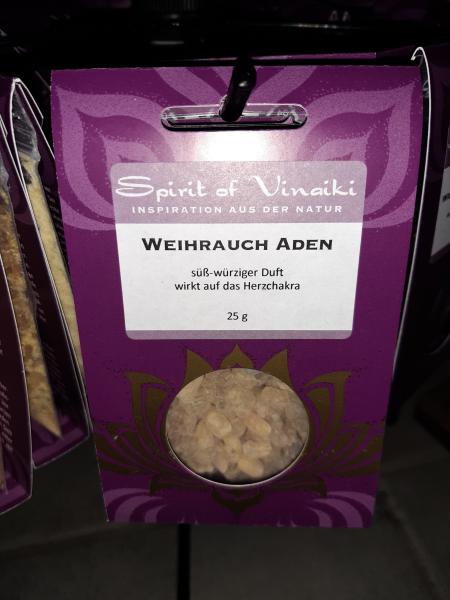 Spirit of Vinaiki
INSPIRATION AUS DER NATUR
WEIHRAUCH ADEN
süß-würziger Duft
wirkt auf das Herzchakra
25 g